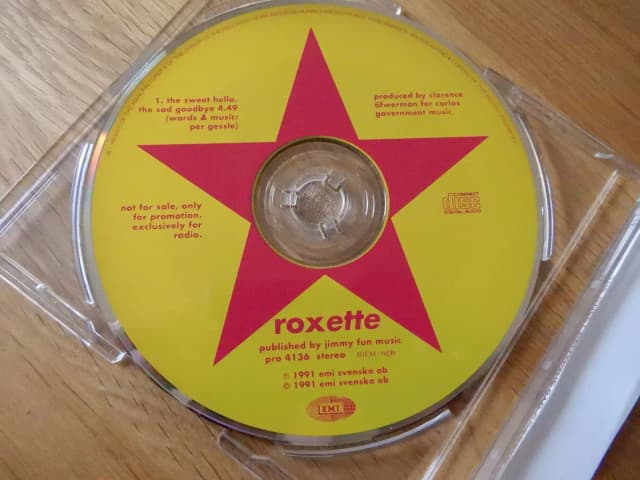 1. the sweet hello,
the sad goodbye 4.49
(words & music:
per gessle)
produced by clarence
öfwerman for carlos
government music.
not for sale, only
for promotion,
exclusively for
radio.
COMPACT
disc
DIGITAL AUDIO
roxette
published by jimmy fun music
pro 4136 stereo BIEM / n©b
℗ 1991 emi svenska ab
© 1991 emi svenska ab
EMI